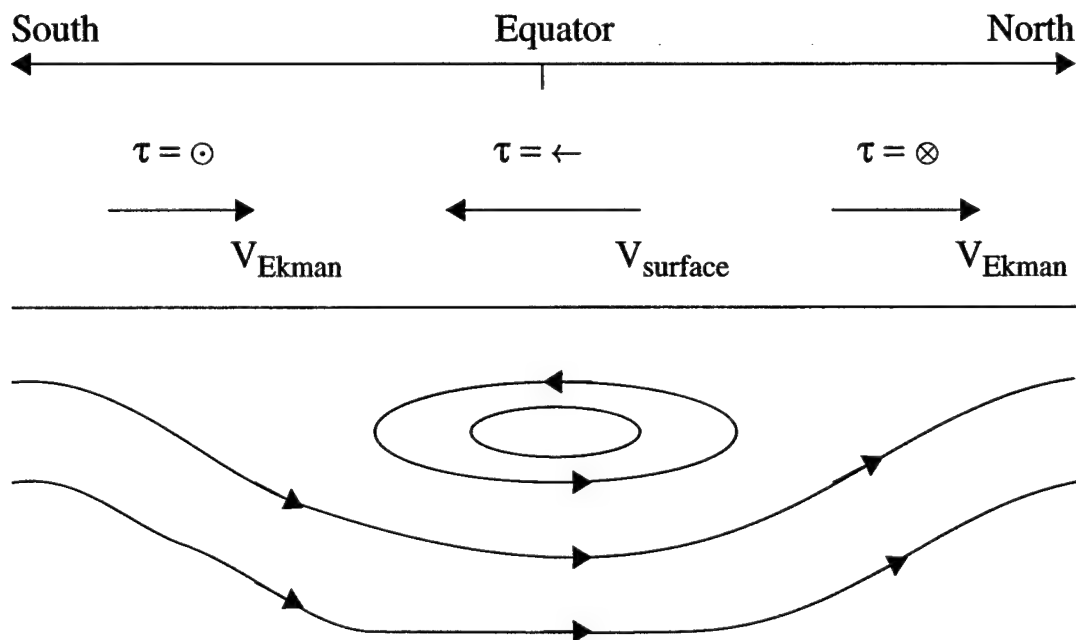 South Equator North
τ = ⊙ τ = ← τ = ⊗
V_Ekman V_surface V_Ekman